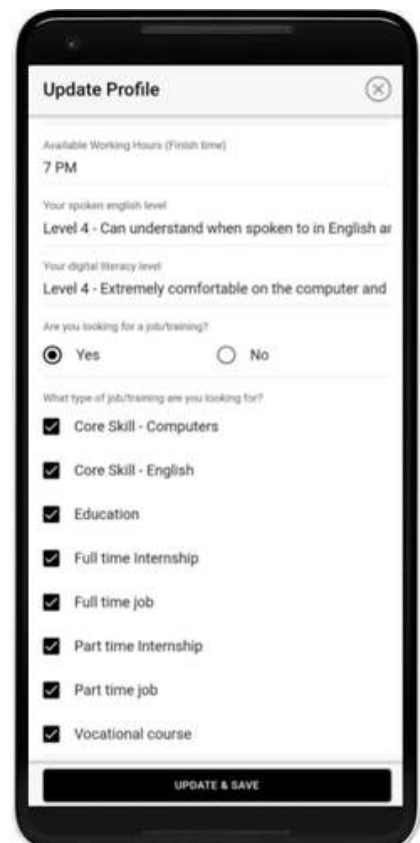 Update Profile
Available Working Hours (Finish time)
7 PM
Your spoken english level
Level 4 - Can understand when spoken to in English ar
Your digital literacy level
Level 4 - Extremely comfortable on the computer and
Are you looking for a job/training?
Yes No
What type of job/training are you looking for?
Core Skill - Computers
Core Skill - English
Education
Full time Internship
Full time job
Part time Internship
Part time job
Vocational course
UPDATE & SAVE